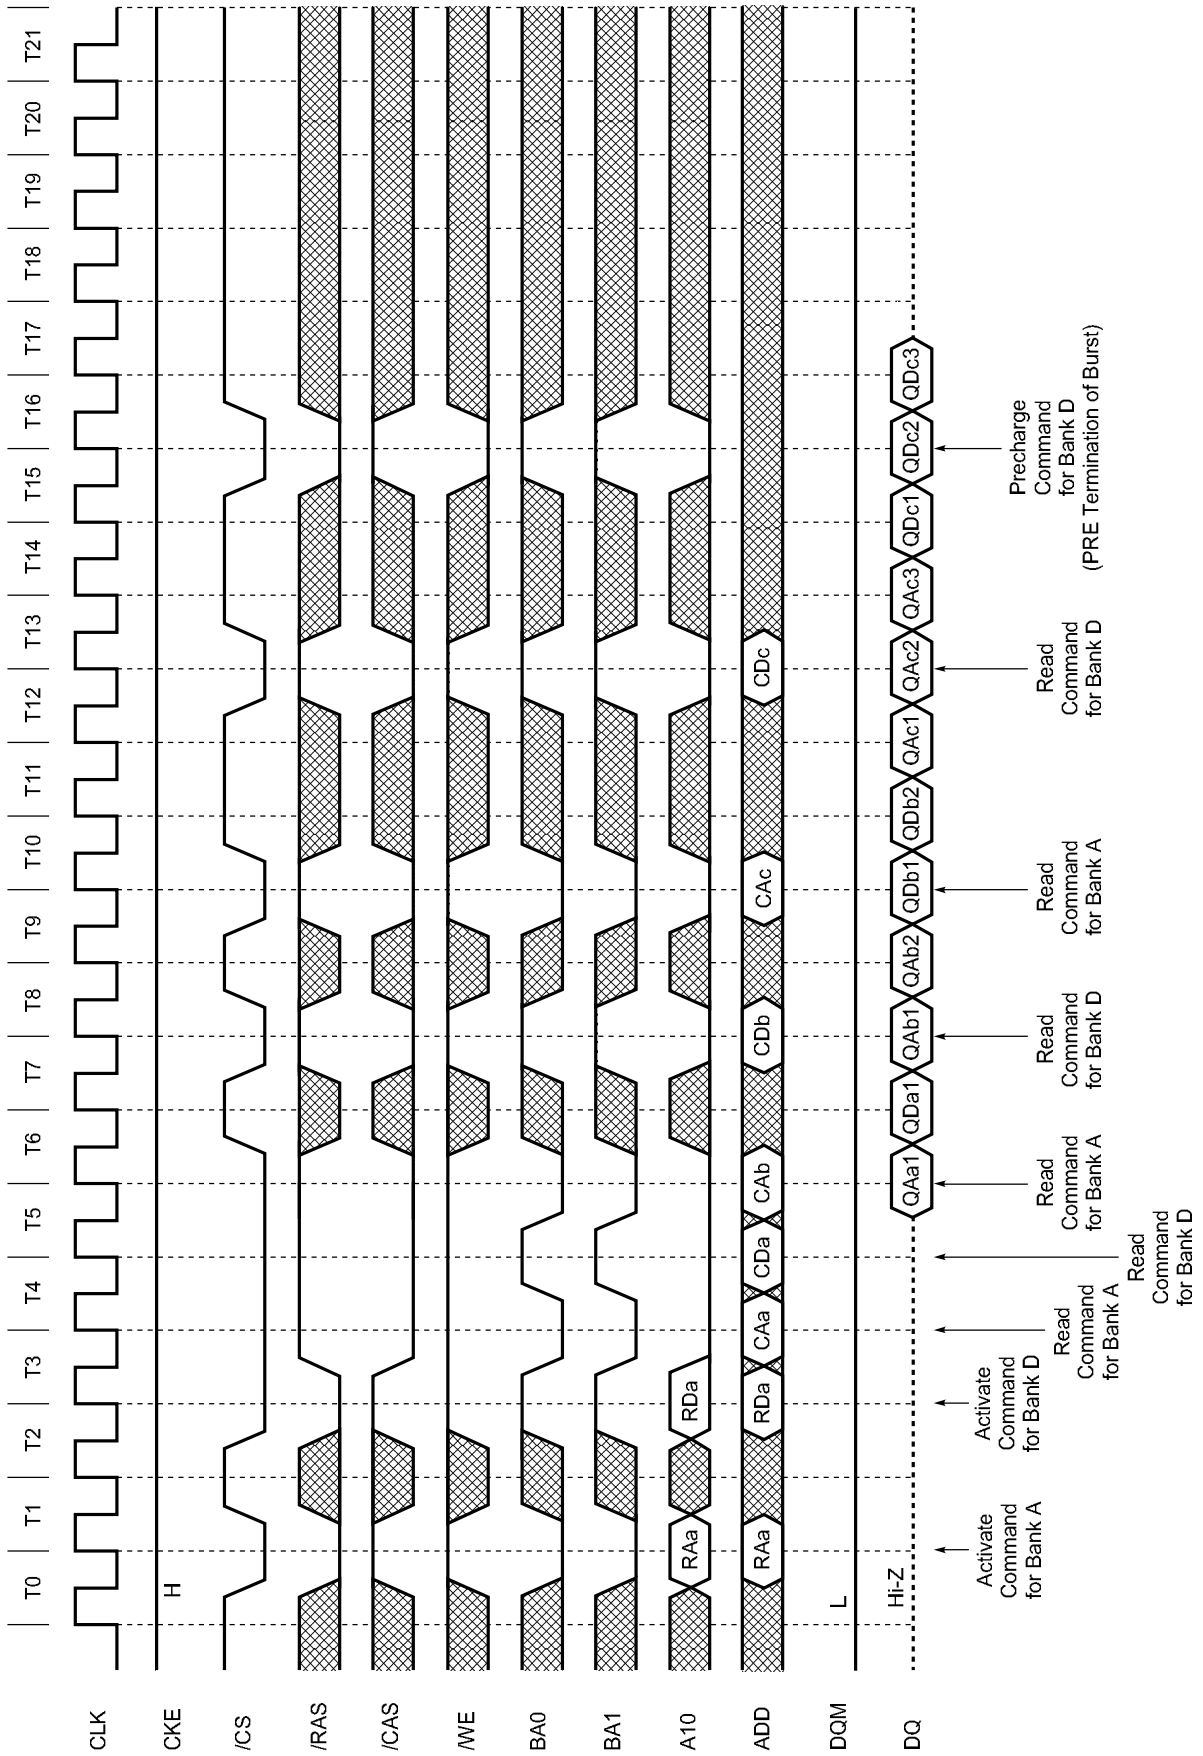 T0 T1 T2 T3 T4 T5 T6 T7 T8 T9 T10 T11 T12 T13 T14 T15 T16 T17 T18 T19 T20 T21
CLK
CKE H
/CS
/RAS
/CAS
/WE
BA0
BA1
A10 RAa RDa
ADD RAa RDa CAa CDa CAb CDb CAc CDc
DQM L
DQ Hi-Z QAa1 QDa1 QAb1 QAb2 QDb1 QDb2 QAc1 QAc2 QAc3 QDc1 QDc2 QDc3
Activate
Command
for Bank A
Activate
Command
for Bank D
Read
Command
for Bank A
Read
Command
for Bank D
Read
Command
for Bank A
Read
Command
for Bank D
Read
Command
for Bank A
Read
Command
for Bank D
Precharge
Command
for Bank D
(PRE Termination of Burst)